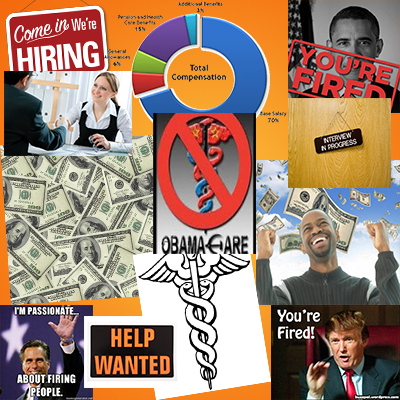 Come in We're
HIRING
Additional Benefits
Pension and Health
Care Benefits
15%
General
Allowances
6%
Total
Compensation
Base Salary
70%
YOU'RE
FIRED
INTERVIEW
IN PROGRESS
OBAMA CARE
I'M PASSIONATE...
ABOUT FIRING
PEOPLE.
HELP
WANTED
You're
Fired!